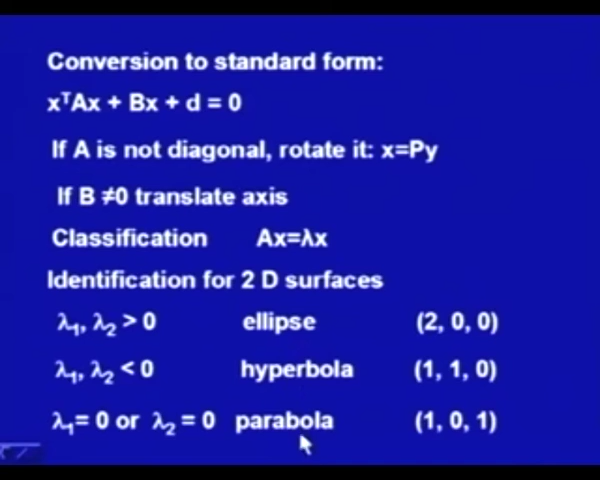 Conversion to standard form:
xᵀAx + Bx + d = 0
If A is not diagonal, rotate it: x=Py
If B ≠0 translate axis
Classification Ax=λx
Identification for 2 D surfaces
λ₁, λ₂ > 0 ellipse (2, 0, 0)
λ₁, λ₂ < 0 hyperbola (1, 1, 0)
λ₁= 0 or λ₂ = 0 parabola (1, 0, 1)